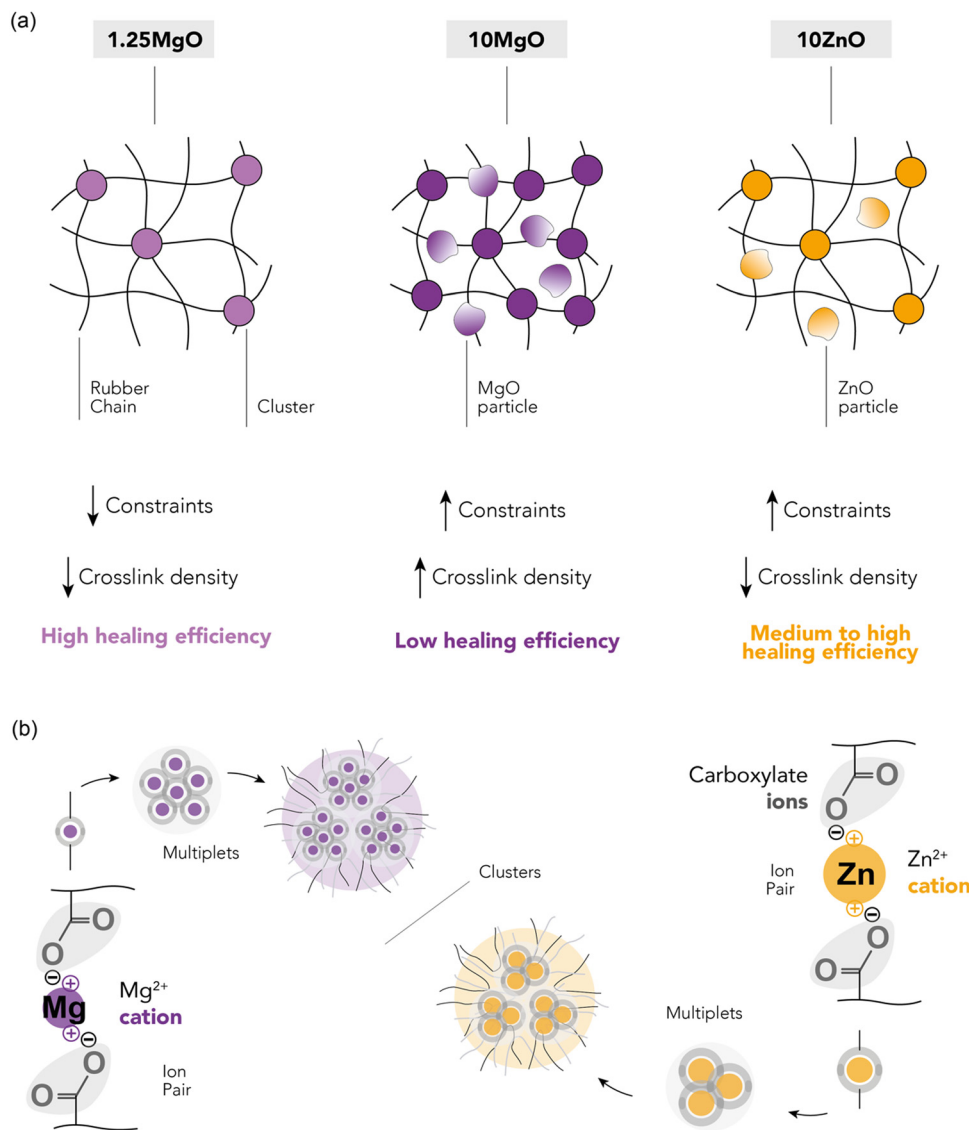 (a)
1.25MgO
10MgO
10ZnO
Rubber
Chain
Cluster
MgO
particle
ZnO
particle
↓ Constraints
↑ Constraints
↑ Constraints
↓ Crosslink density
↑ Crosslink density
↓ Crosslink density
High healing efficiency
Low healing efficiency
Medium to high
healing efficiency
(b)
Multiplets
Clusters
O
O
−
+
Mg
+
−
O
O
Mg²⁺
cation
Ion
Pair
Carboxylate
ions
O
O
−
+
Zn
+
−
O
O
Ion
Pair
Zn²⁺
cation
Multiplets